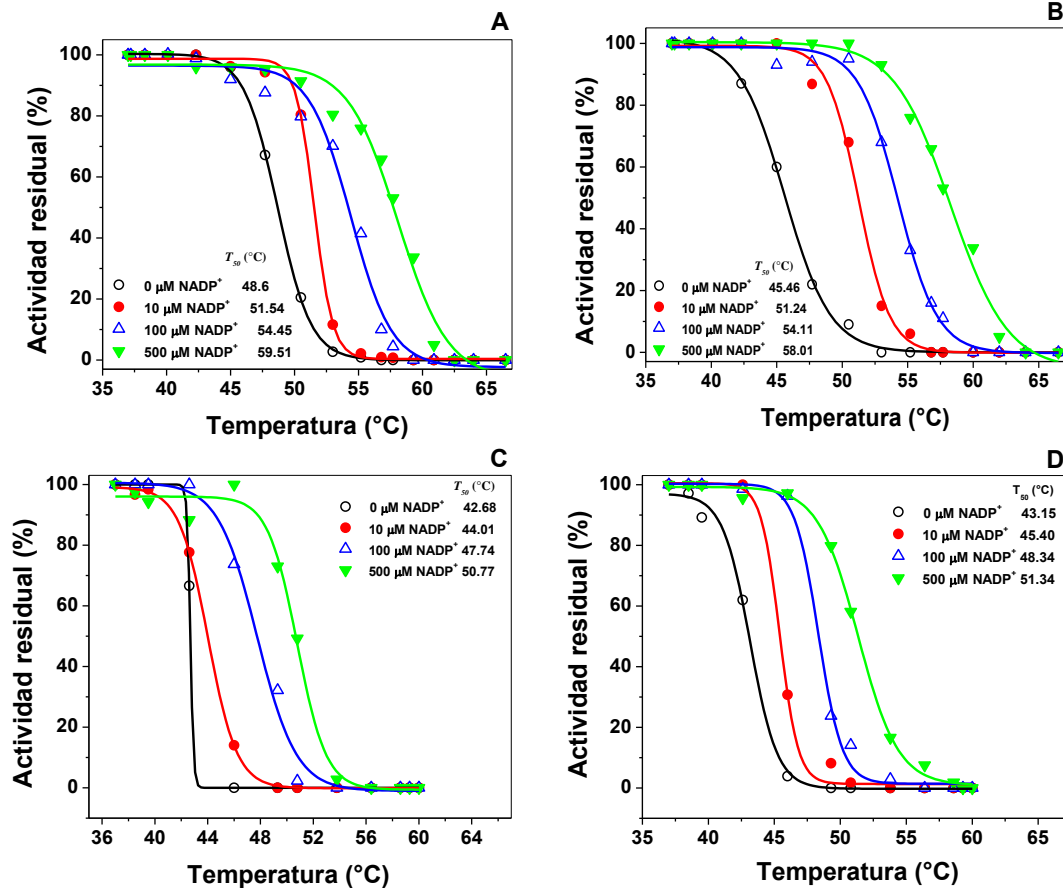 A
Actividad residual (%)
100
80
60
40
20
0
T50 (°C)
0 µM NADP+ 48.6
10 µM NADP+ 51.54
100 µM NADP+ 54.45
500 µM NADP+ 59.51
40 45 50 55 60 65
Temperatura (°C)
B
Actividad residual (%)
100
80
60
40
20
0
T50 (°C)
0 µM NADP+ 45.46
10 µM NADP+ 51.24
100 µM NADP+ 54.11
500 µM NADP+ 58.01
40 45 50 55 60 65
Temperatura (°C)
C
Actividad residual (%)
100
80
60
40
20
0
T50 (°C)
0 µM NADP+ 42.68
10 µM NADP+ 44.01
100 µM NADP+ 47.74
500 µM NADP+ 50.77
36 40 44 48 52 56 60 64
Temperatura (°C)
D
Actividad residual (%)
100
80
60
40
20
0
T50 (°C)
0 µM NADP+ 43.15
10 µM NADP+ 45.40
100 µM NADP+ 48.34
500 µM NADP+ 51.34
35 40 45 50 55 60 65
Temperatura (°C)